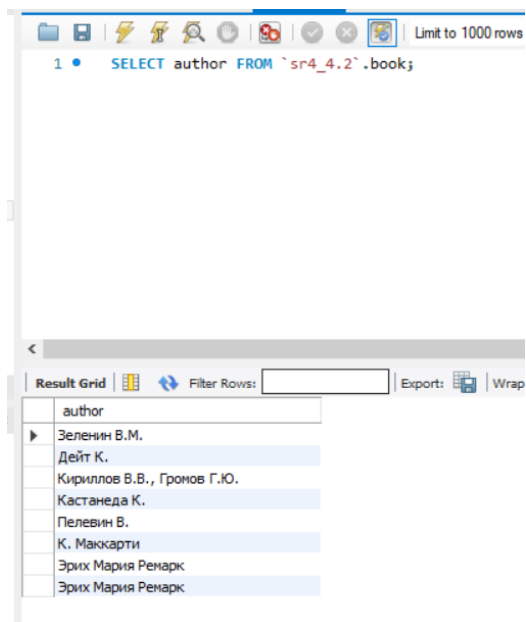 Limit to 1000 rows
1 SELECT author FROM `sr4_4.2`.book;
Result Grid Filter Rows: Export: Wrap
author
Зеленин В.М.
Дейт К.
Кириллов В.В., Громов Г.Ю.
Кастанеда К.
Пелевин В.
К. Маккарти
Эрих Мария Ремарк
Эрих Мария Ремарк